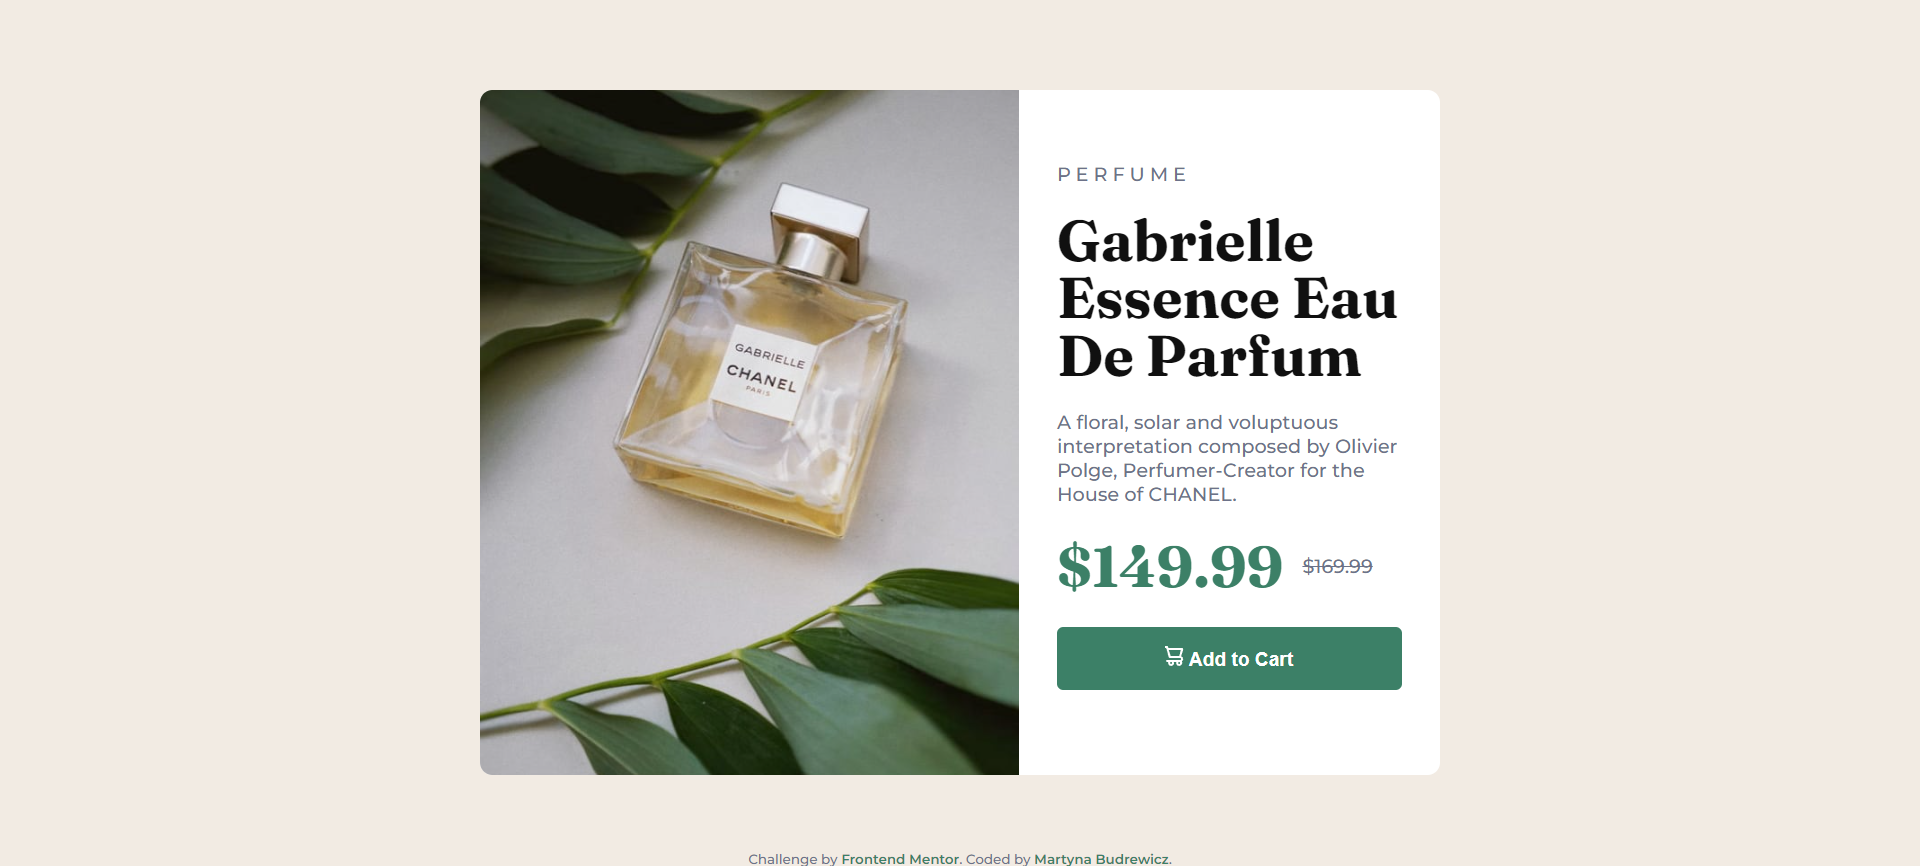 GABRIELLE
CHANEL
PARIS
PERFUME
Gabrielle
Essence Eau
De Parfum
A floral, solar and voluptuous
interpretation composed by Olivier
Polge, Perfumer-Creator for the
House of CHANEL.
$149.99 $169.99
Add to Cart
Challenge by Frontend Mentor. Coded by Martyna Budrewicz.